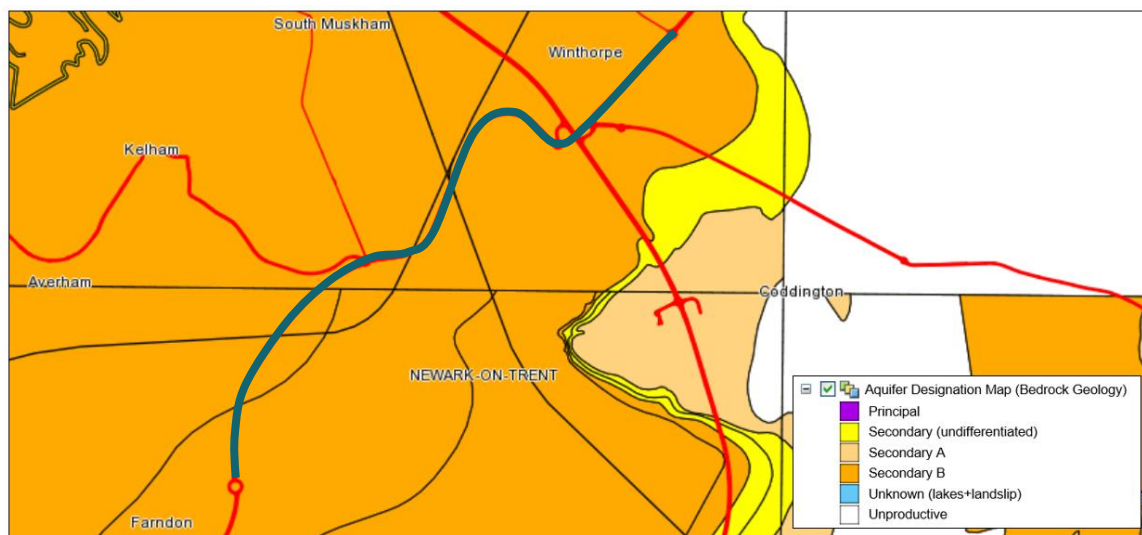 South Muskham
Winthorpe
Kelham
Averham
Coddington
NEWARK-ON-TRENT
Farndon
Aquifer Designation Map (Bedrock Geology)
Principal
Secondary (undifferentiated)
Secondary A
Secondary B
Unknown (lakes+landslip)
Unproductive